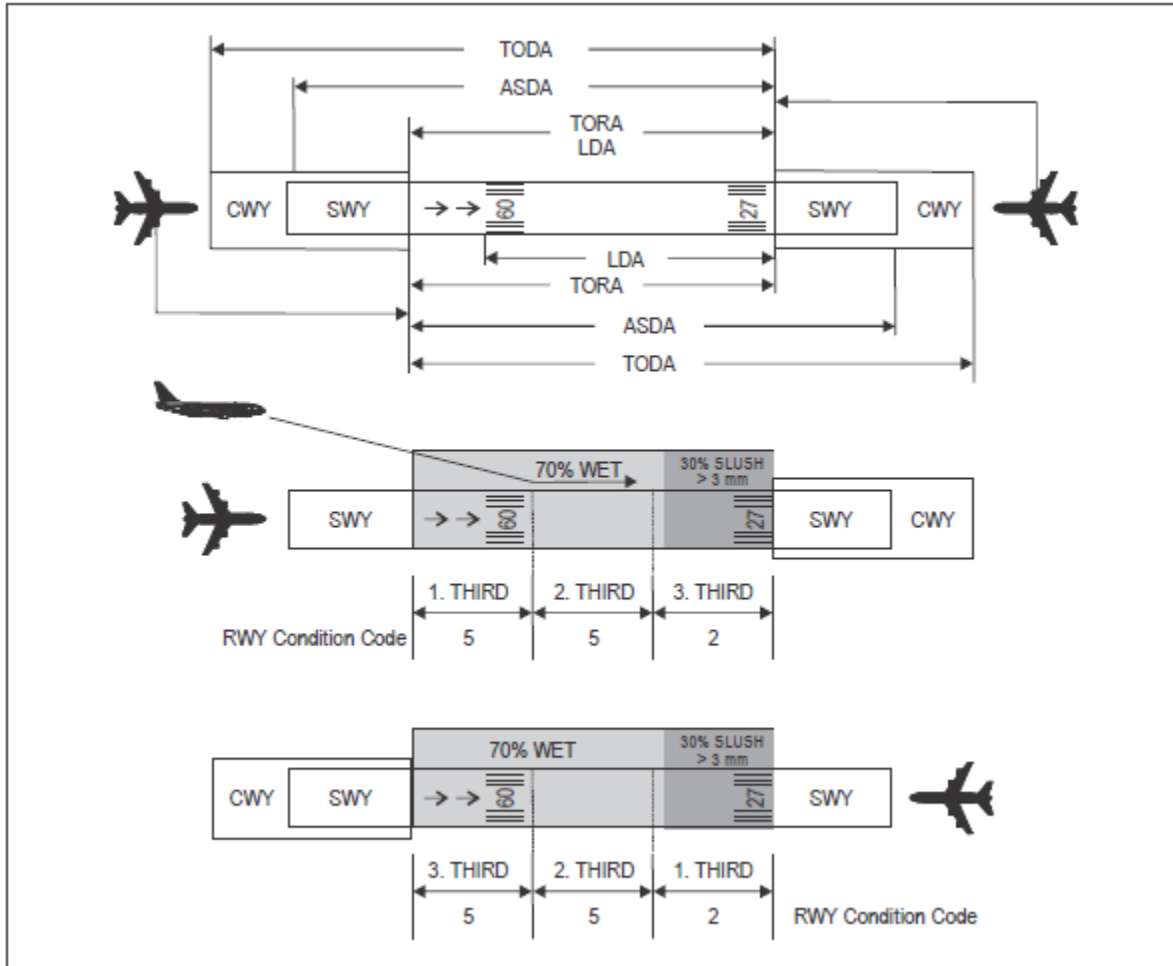 TODA
ASDA
TORA
LDA
CWY SWY → → 09 27 SWY CWY
LDA
TORA
ASDA
TODA
70% WET 30% SLUSH
> 3 mm
SWY → → 09 27 SWY CWY
1. THIRD 2. THIRD 3. THIRD
RWY Condition Code 5 5 2
70% WET 30% SLUSH
> 3 mm
CWY SWY → → 09 27 SWY
3. THIRD 2. THIRD 1. THIRD
5 5 2 RWY Condition Code